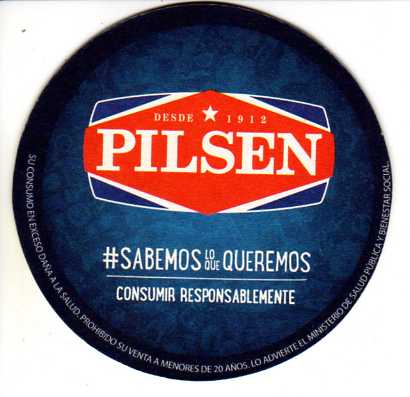 DESDE 1912
PILSEN
#SABEMOS LO QUE QUEREMOS
CONSUMIR RESPONSABLEMENTE
SU CONSUMO EN EXCESO DAÑA A LA SALUD. PROHIBIDO SU VENTA A MENORES DE 20 AÑOS. LO ADVIERTE EL MINISTERIO DE SALUD PÚBLICA Y BIENESTAR SOCIAL.